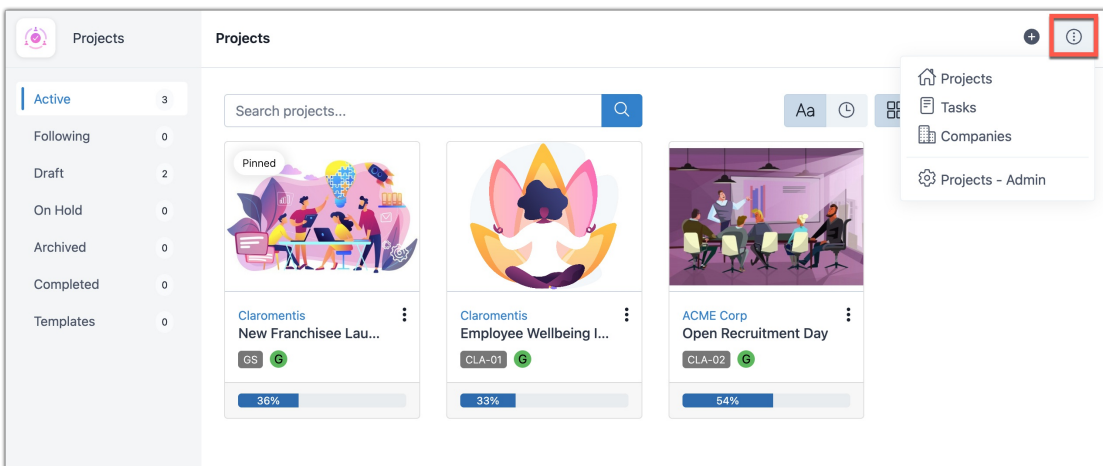 Projects
Projects
Active 3
Following 0
Draft 2
On Hold 0
Archived 0
Completed 0
Templates 0
Search projects...
Aa
Projects
Tasks
Companies
Projects - Admin
Pinned
Claromentis
New Franchisee Lau...
GS G
36%
Claromentis
Employee Wellbeing I...
CLA-01 G
33%
ACME Corp
Open Recruitment Day
CLA-02 G
54%